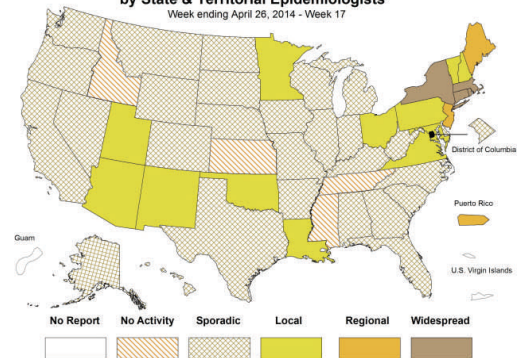 by State & Territorial Epidemiologists
Week ending April 26, 2014 - Week 17
District of Columbia
Puerto Rico
Guam
U.S. Virgin Islands
No Report No Activity Sporadic Local Regional Widespread